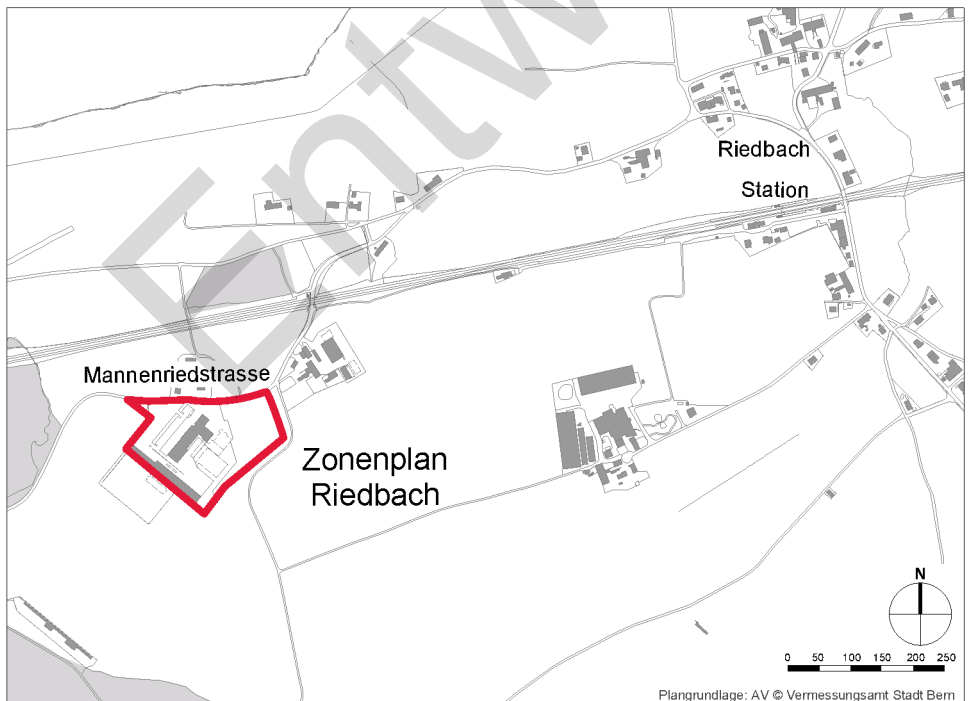 Entw
Riedbach
Station
Mannenriedstrasse
Zonenplan
Riedbach
N
0 50 100 150 200 250
Plangrundlage: AV © Vermessungsamt Stadt Bern